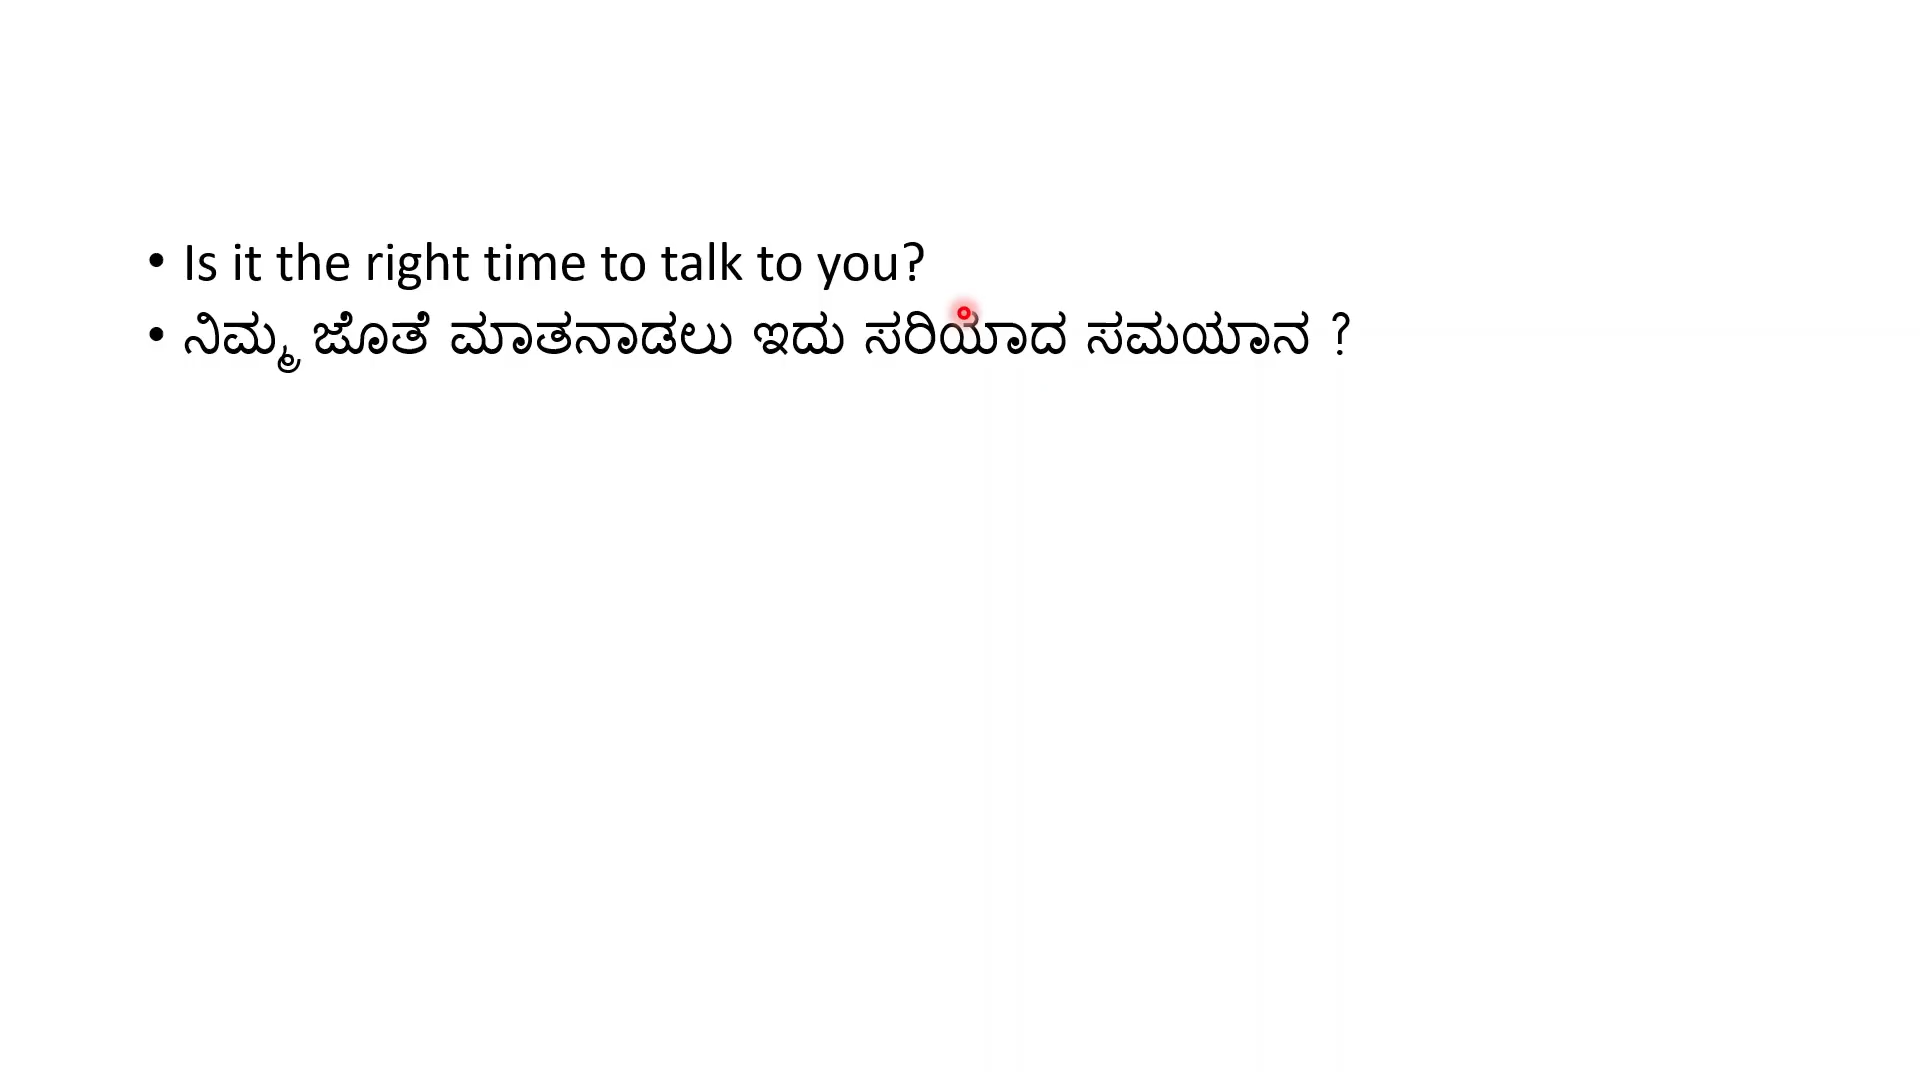 • Is it the right time to talk to you?
• ನಿಮ್ಮ ಜೊತೆ ಮಾತನಾಡಲು ಇದು ಸರಿಯಾದ ಸಮಯಾನ ?